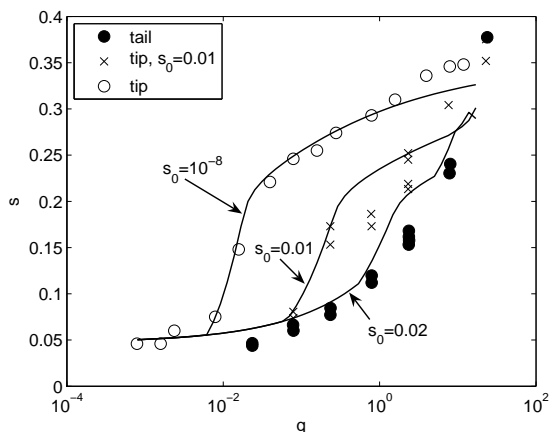 tail
tip, s₀=0.01
tip
0.4
0.35
0.3
0.25
0.2
0.15
0.1
0.05
0
s
s₀=10⁻⁸
s₀=0.01
s₀=0.02
10⁻⁴
10⁻²
10⁰
10²
q